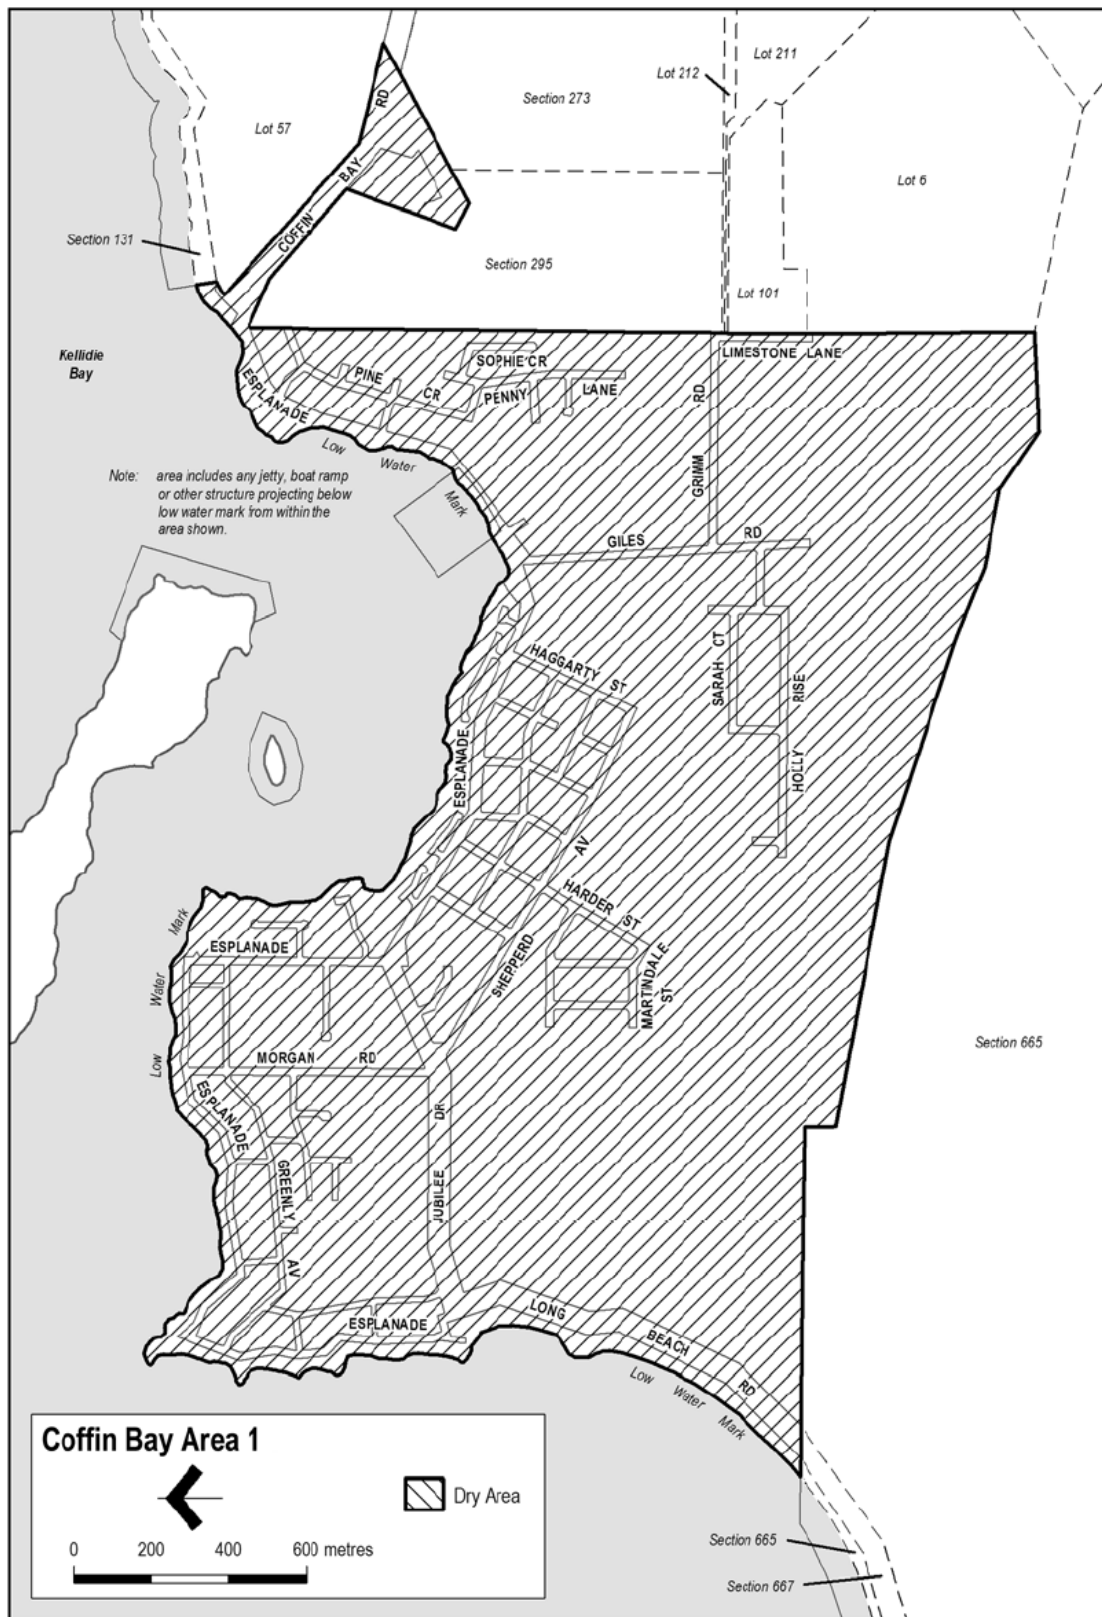 Lot 211
Lot 212
Section 273
RD
Lot 57
BAY
Lot 6
COFFIN
Section 131
Section 295
Lot 101
Kellidie
Bay
SOPHIE CR
LIMESTONE LANE
PINE
CR
PENNY
LANE
ESPLANADE
RD
Low
Water
Mark
GRIMM
Note: area includes any jetty, boat ramp
or other structure projecting below
low water mark from within the
area shown.
GILES
RD
HAGGARTY ST
SARAH CT
RISE
HOLLY
ESPLANADE
AV
HARDER ST
SHEPPERD
MARTINDALE
ST
Mark
Water
Low
ESPLANADE
MORGAN
RD
Section 665
ESPLANADE
GREENLY
AV
DR
JUBILEE
ESPLANADE
LONG
BEACH
RD
Low
Water
Mark
Coffin Bay Area 1
Dry Area
0
200
400
600 metres
Section 665
Section 667